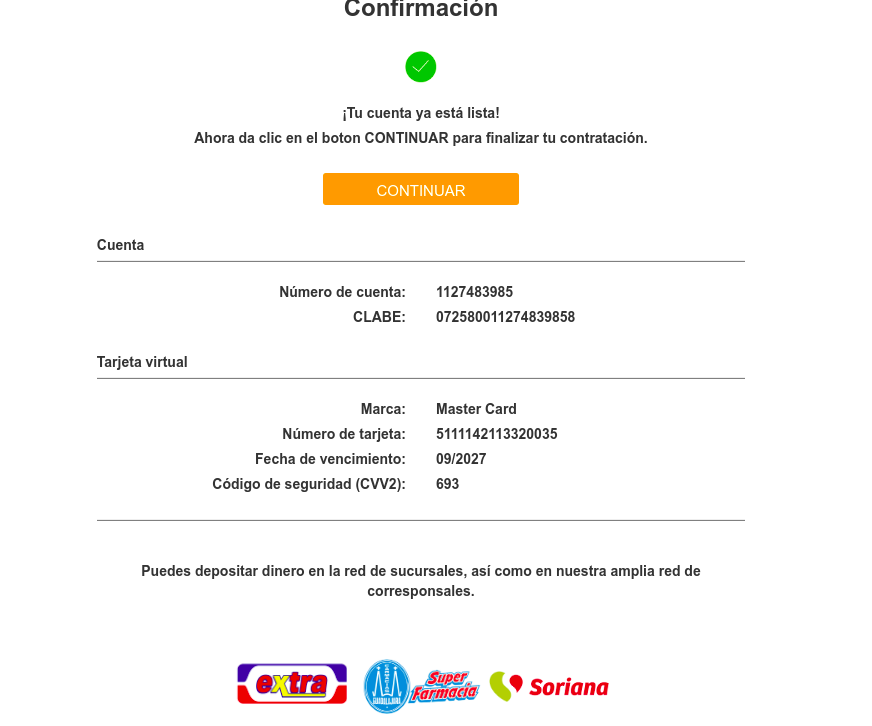 Confirmación
¡Tu cuenta ya está lista!
Ahora da clic en el boton CONTINUAR para finalizar tu contratación.
CONTINUAR
Cuenta
Número de cuenta: 1127483985
CLABE: 072580011274839858
Tarjeta virtual
Marca: Master Card
Número de tarjeta: 5111142113320035
Fecha de vencimiento: 09/2027
Código de seguridad (CVV2): 693
Puedes depositar dinero en la red de sucursales, así como en nuestra amplia red de
corresponsales.
extra
Super
Farmacia
Soriana